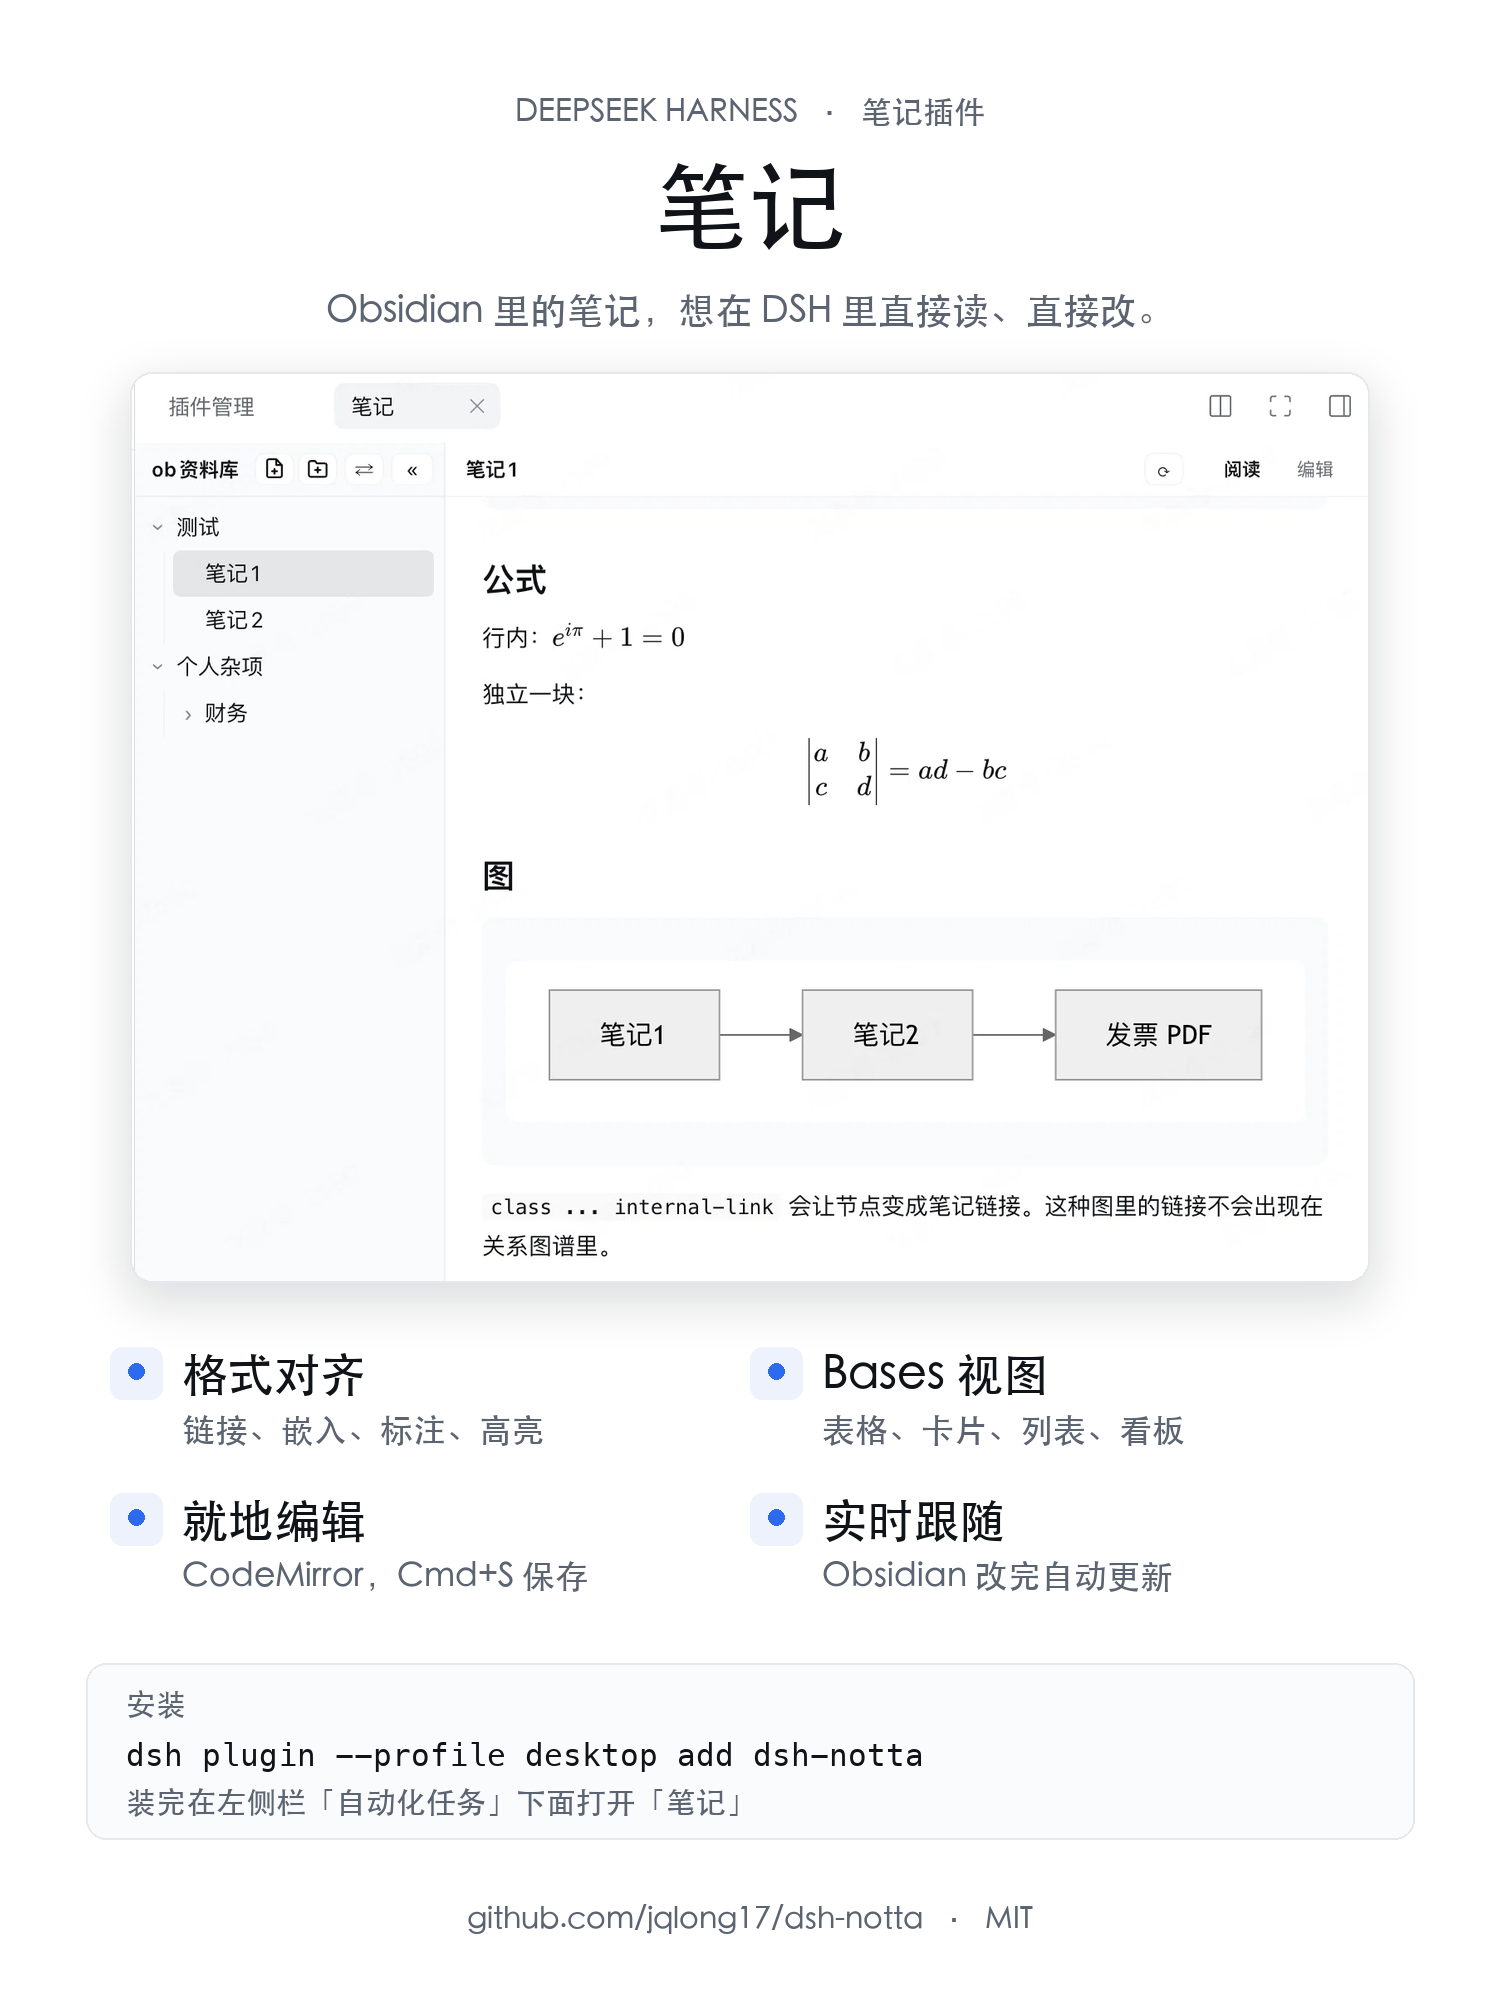 DEEPSEEK HARNESS · 笔记插件
笔记
Obsidian 里的笔记，想在 DSH 里直接读、直接改。
插件管理 笔记 ×
ob资料库 « 笔记1 阅读 编辑
测试
笔记1
笔记2
个人杂项
财务
公式
行内：e^{iπ} + 1 = 0
独立一块：
|a b|
|c d| = ad − bc
图
笔记1 笔记2 发票 PDF
class ... internal-link 会让节点变成笔记链接。这种图里的链接不会出现在
关系图谱里。
格式对齐
链接、嵌入、标注、高亮
Bases 视图
表格、卡片、列表、看板
就地编辑
CodeMirror，Cmd+S 保存
实时跟随
Obsidian 改完自动更新
安装
dsh plugin --profile desktop add dsh-notta
装完在左侧栏「自动化任务」下面打开「笔记」
github.com/jqlong17/dsh-notta · MIT